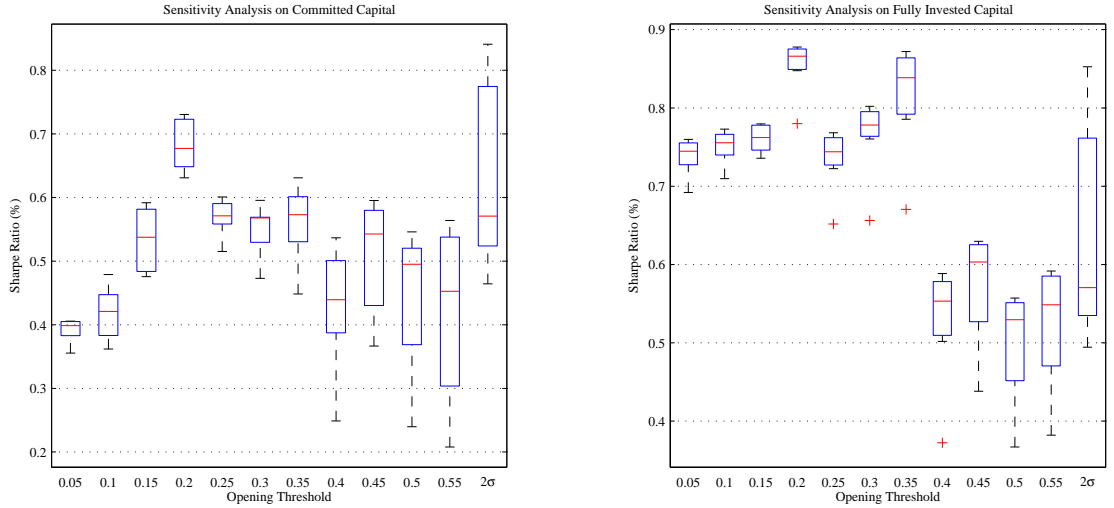 Sensitivity Analysis on Committed Capital
Sharpe Ratio (%)
0.8
0.7
0.6
0.5
0.4
0.3
0.2
0.05 0.1 0.15 0.2 0.25 0.3 0.35 0.4 0.45 0.5 0.55 2σ
Opening Threshold
Sensitivity Analysis on Fully Invested Capital
Sharpe Ratio (%)
0.9
0.8
0.7
0.6
0.5
0.4
0.05 0.1 0.15 0.2 0.25 0.3 0.35 0.4 0.45 0.5 0.55 2σ
Opening Threshold